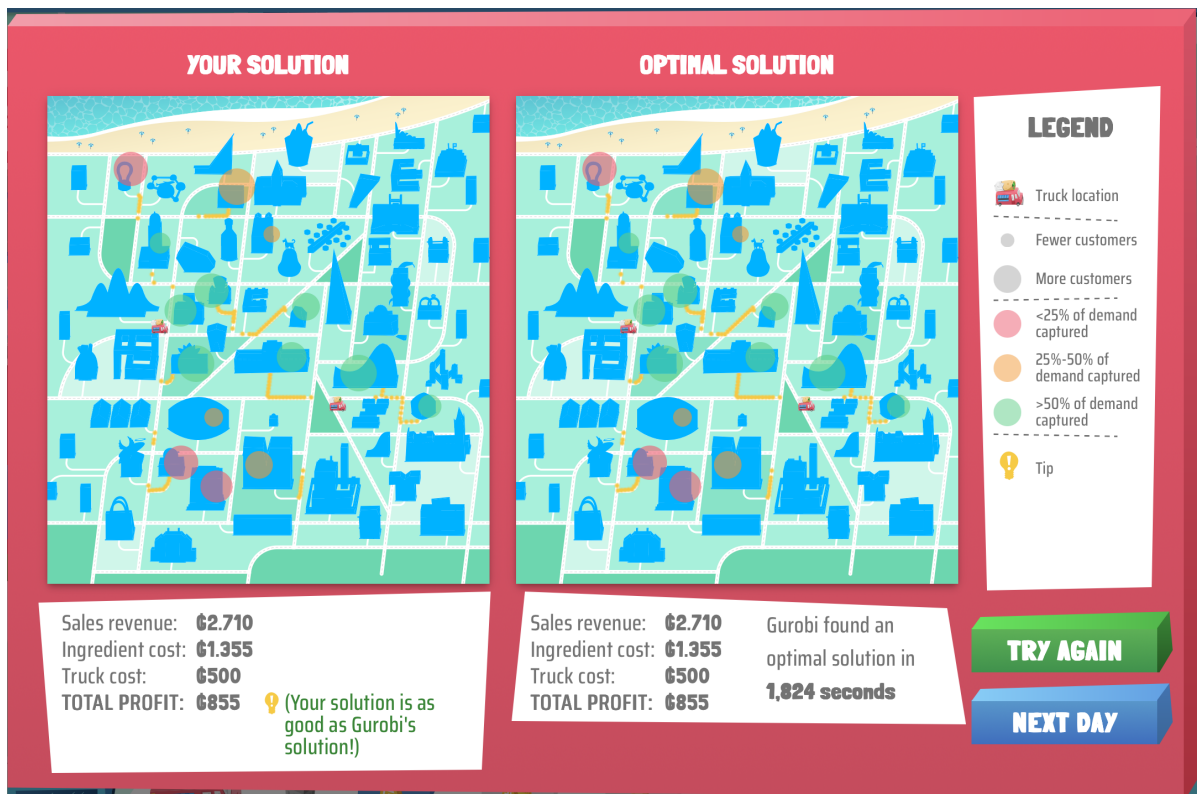 YOUR SOLUTION
OPTIMAL SOLUTION
LEGEND
Truck location
Fewer customers
More customers
<25% of demand
captured
25%-50% of
demand captured
>50% of demand
captured
Tip
Sales revenue: ₲2.710
Ingredient cost: ₲1.355
Truck cost: ₲500
TOTAL PROFIT: ₲855
(Your solution is as
good as Gurobi's
solution!)
Sales revenue: ₲2.710
Ingredient cost: ₲1.355
Truck cost: ₲500
TOTAL PROFIT: ₲855
Gurobi found an
optimal solution in
1,824 seconds
TRY AGAIN
NEXT DAY